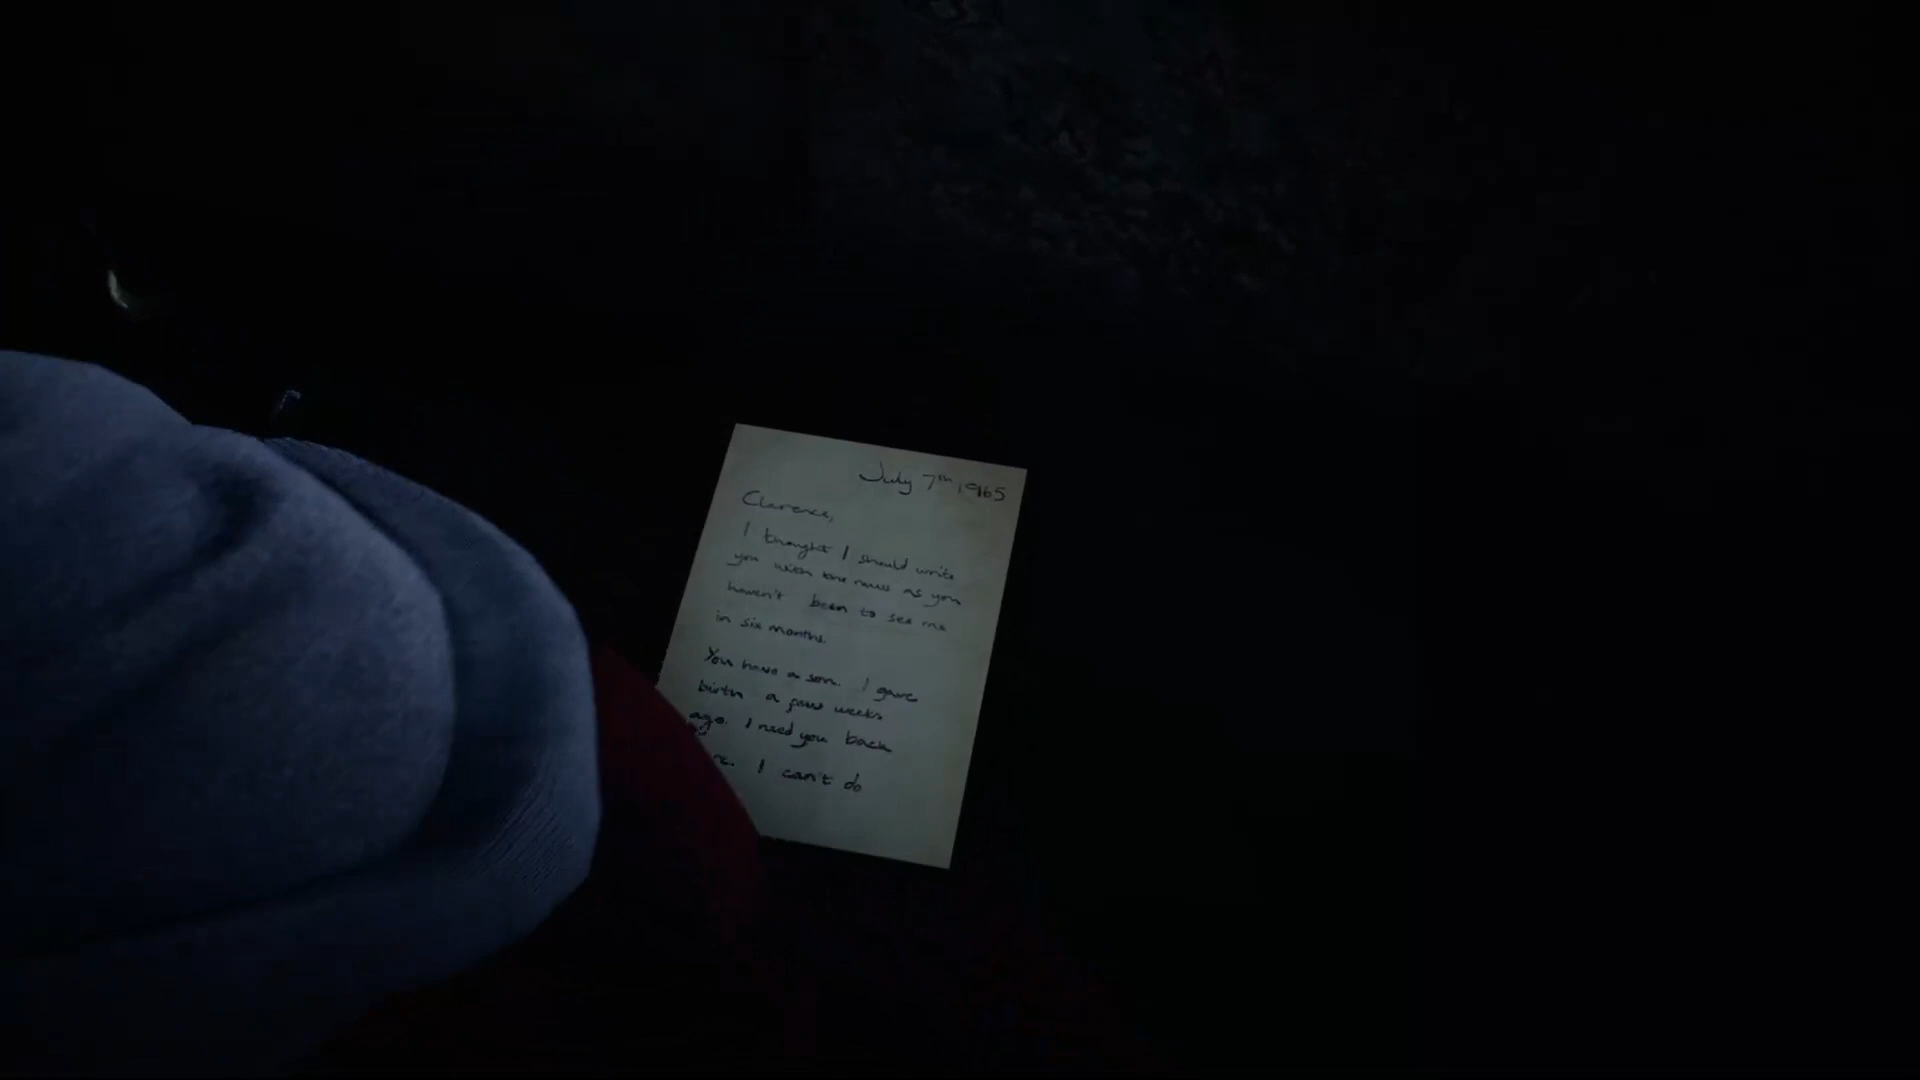 July 7th, 1965
Clarence,
I thought I should write
you with the news as you
haven't been to see me
in six months.
You have a son. I gave
birth a few weeks
ago. I need you back
I can't do